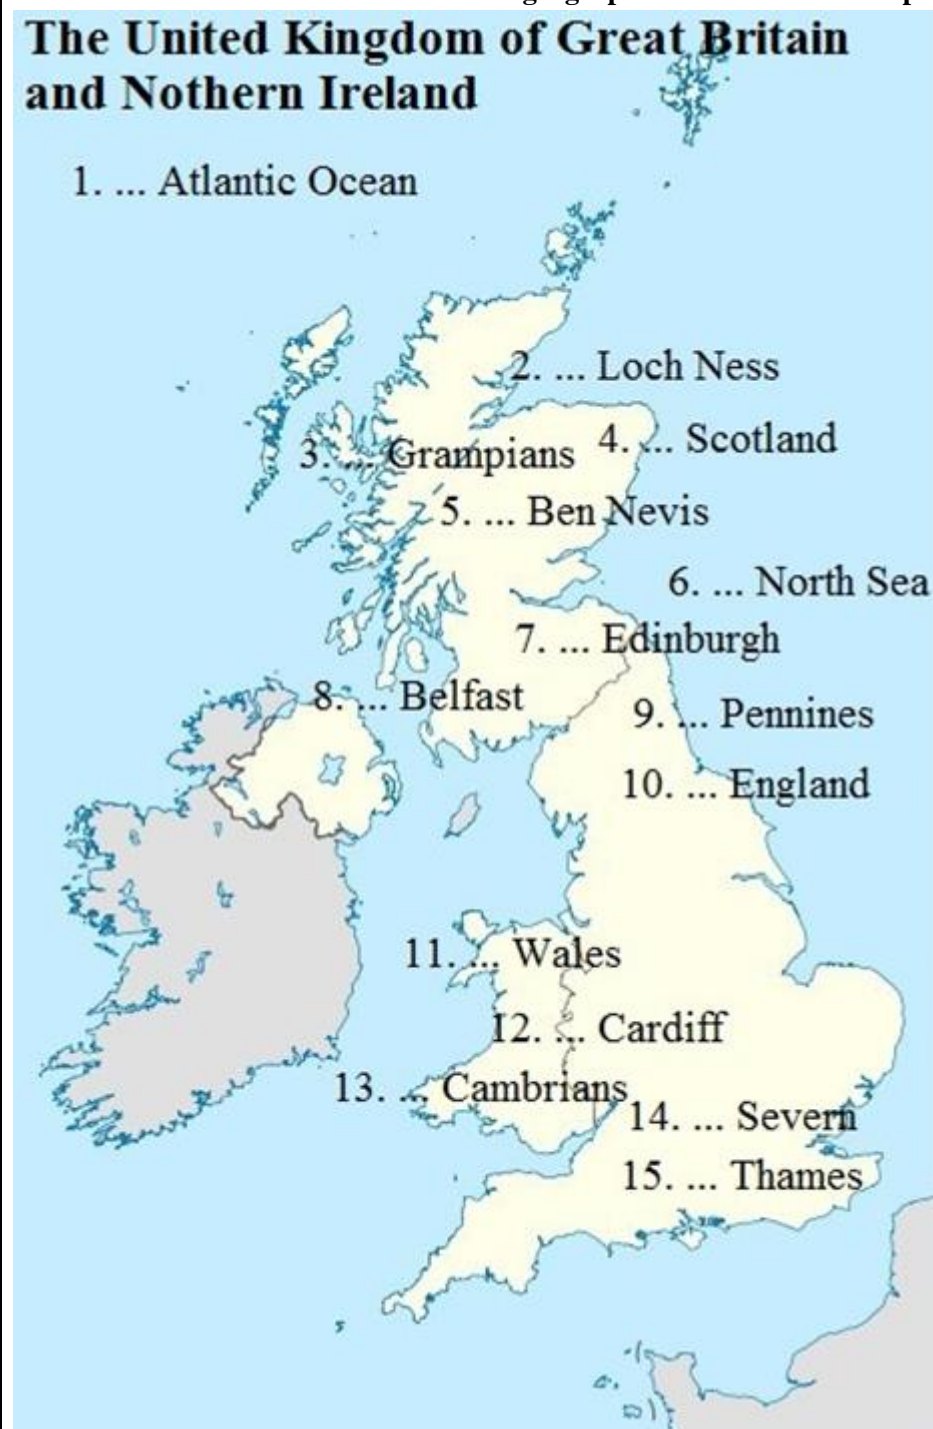 The United Kingdom of Great Britain
and Nothern Ireland
1. ... Atlantic Ocean
2. ... Loch Ness
3. ... Grampians
4. ... Scotland
5. ... Ben Nevis
6. ... North Sea
7. ... Edinburgh
8. ... Belfast
9. ... Pennines
10. ... England
11. ... Wales
12. ... Cardiff
13. ... Cambrians
14. ... Severn
15. ... Thames